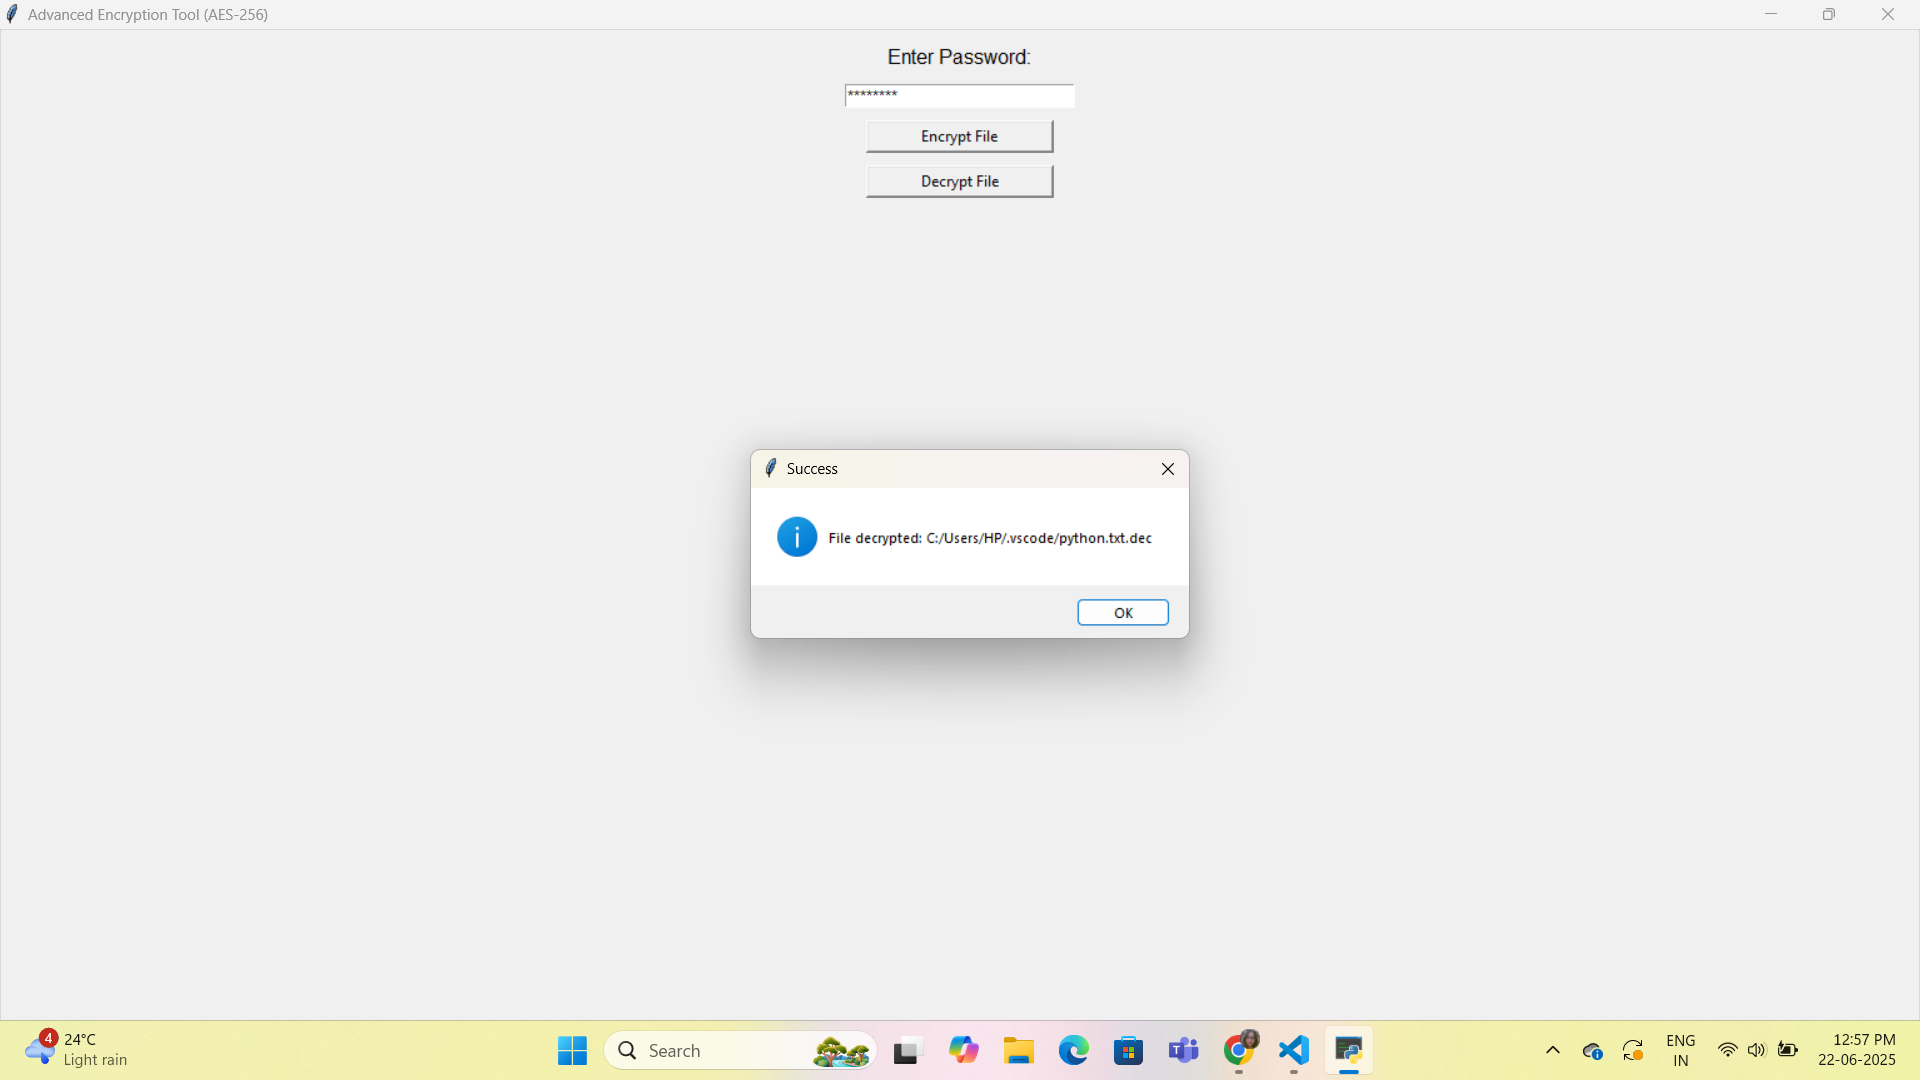 Advanced Encryption Tool (AES-256)
Enter Password:
********
Encrypt File
Decrypt File
Success
File decrypted: C:/Users/HP/.vscode/python.txt.dec
OK
4
24°C
Light rain
Search
ENG
IN
12:57 PM
22-06-2025